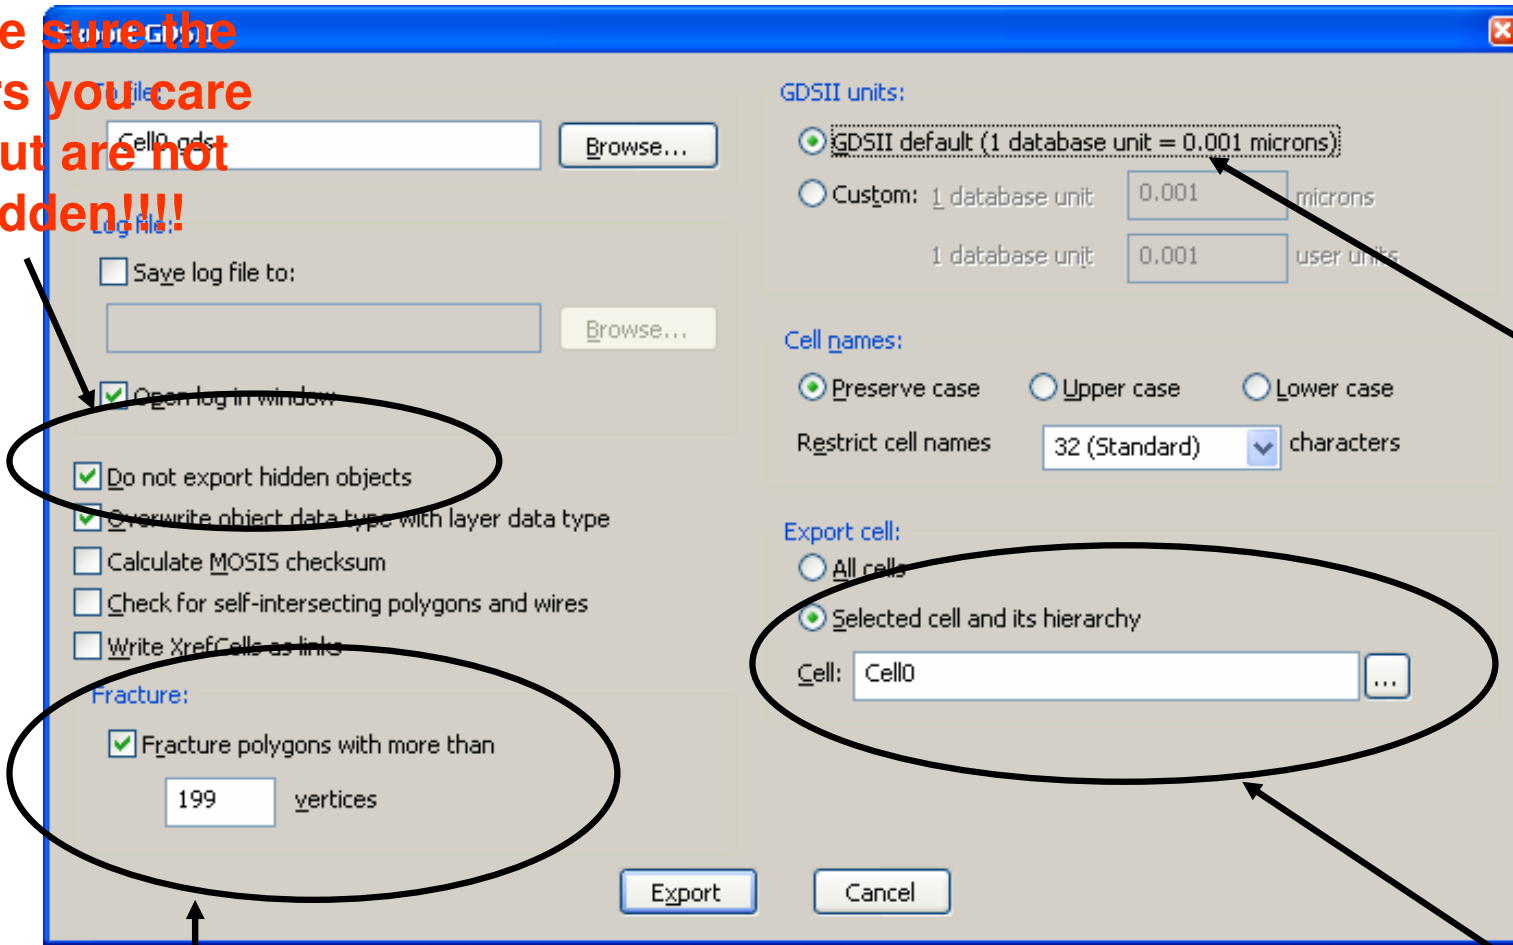 e sure the
rs you care
ut are not
dden!!!!
Export GDSII
To file:
Cell0.gds
Browse...
Log file:
Save log file to:
Browse...
Open log in window
Do not export hidden objects
Overwrite object data type with layer data type
Calculate MOSIS checksum
Check for self-intersecting polygons and wires
Write XrefCells as links
Fracture:
Fracture polygons with more than
199 vertices
GDSII units:
GDSII default (1 database unit = 0.001 microns)
Custom: 1 database unit 0.001 microns
1 database unit 0.001 user units
Cell names:
Preserve case Upper case Lower case
Restrict cell names 32 (Standard) characters
Export cell:
All cells
Selected cell and its hierarchy
Cell: Cell0 ...
Export Cancel